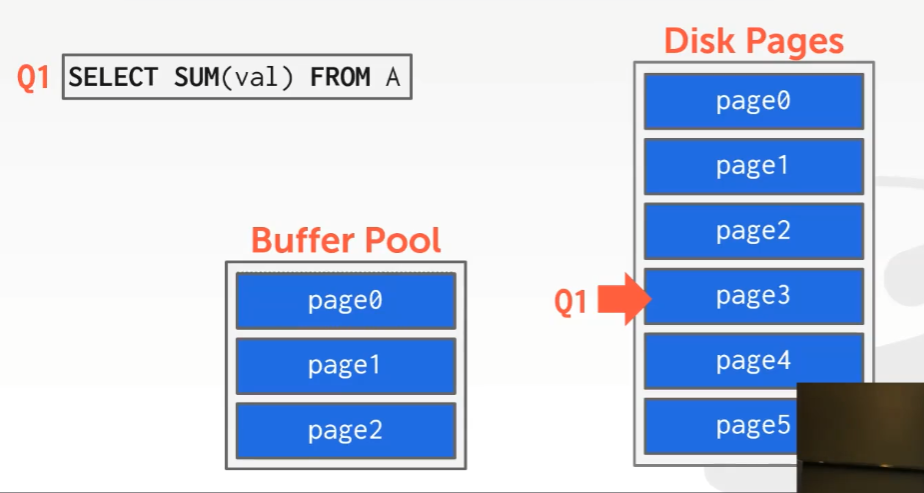 Q1 SELECT SUM(val) FROM A
Disk Pages
page0
page1
page2
Q1 page3
page4
page5
Buffer Pool
page0
page1
page2